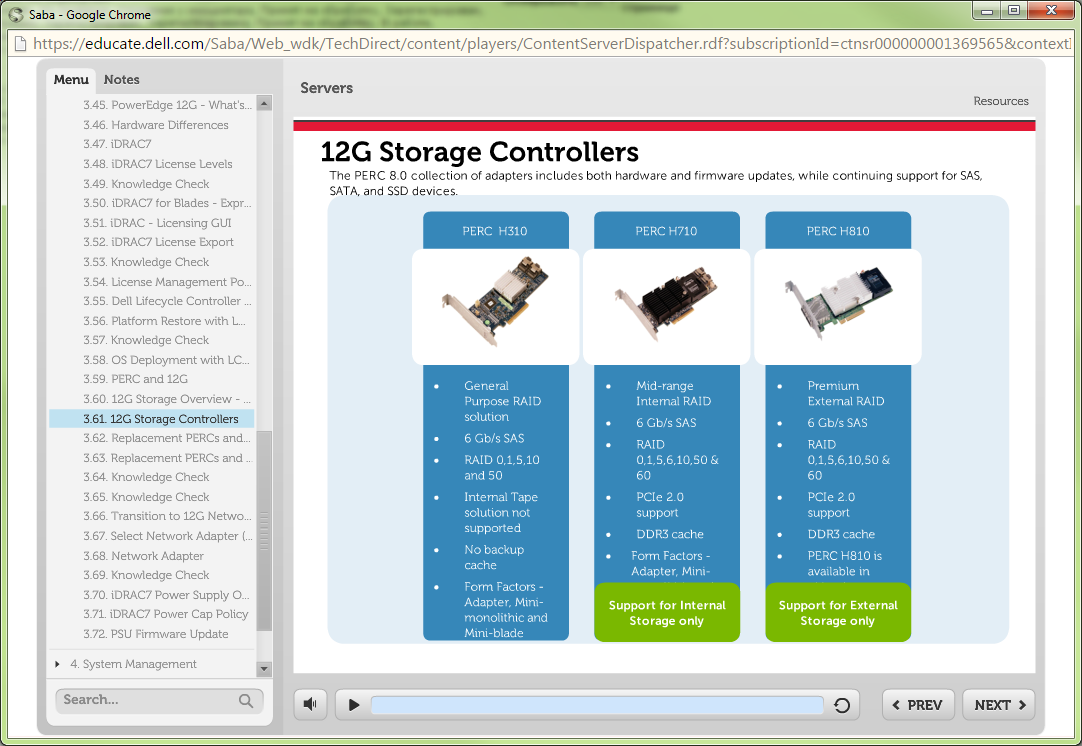 Saba - Google Chrome
https://educate.dell.com/Saba/Web_wdk/TechDirect/content/players/ContentServerDispatcher.rdf?subscriptionId=ctnsr000000001369565&context
Menu
Notes
3.45. PowerEdge 12G - What's...
3.46. Hardware Differences
3.47. iDRAC7
3.48. iDRAC7 License Levels
3.49. Knowledge Check
3.50. iDRAC7 for Blades - Expr...
3.51. iDRAC - Licensing GUI
3.52. iDRAC7 License Export
3.53. Knowledge Check
3.54. License Management Po...
3.55. Dell Lifecycle Controller ...
3.56. Platform Restore with L...
3.57. Knowledge Check
3.58. OS Deployment with LC...
3.59. PERC and 12G
3.60. 12G Storage Overview - ...
3.61. 12G Storage Controllers
3.62. Replacement PERCs and...
3.63. Replacement PERCs and ...
3.64. Knowledge Check
3.65. Knowledge Check
3.66. Transition to 12G Netwo...
3.67. Select Network Adapter (...
3.68. Network Adapter
3.69. Knowledge Check
3.70. iDRAC7 Power Supply O...
3.71. iDRAC7 Power Cap Policy
3.72. PSU Firmware Update
4. System Management
Search...
Servers
Resources
12G Storage Controllers
The PERC 8.0 collection of adapters includes both hardware and firmware updates, while continuing support for SAS,
SATA, and SSD devices.
PERC H310
• General
Purpose RAID
solution
• 6 Gb/s SAS
• RAID 0,1,5,10
and 50
• Internal Tape
solution not
supported
• No backup
cache
• Form Factors -
Adapter, Mini-
monolithic and
Mini-blade
PERC H710
• Mid-range
Internal RAID
• 6 Gb/s SAS
• RAID
0,1,5,6,10,50 &
60
• PCIe 2.0
support
• DDR3 cache
• Form Factors -
Adapter, Mini-
Support for Internal
Storage only
PERC H810
• Premium
External RAID
• 6 Gb/s SAS
• RAID
0,1,5,6,10,50 &
60
• PCIe 2.0
support
• DDR3 cache
• PERC H810 is
available in
Support for External
Storage only
PREV
NEXT